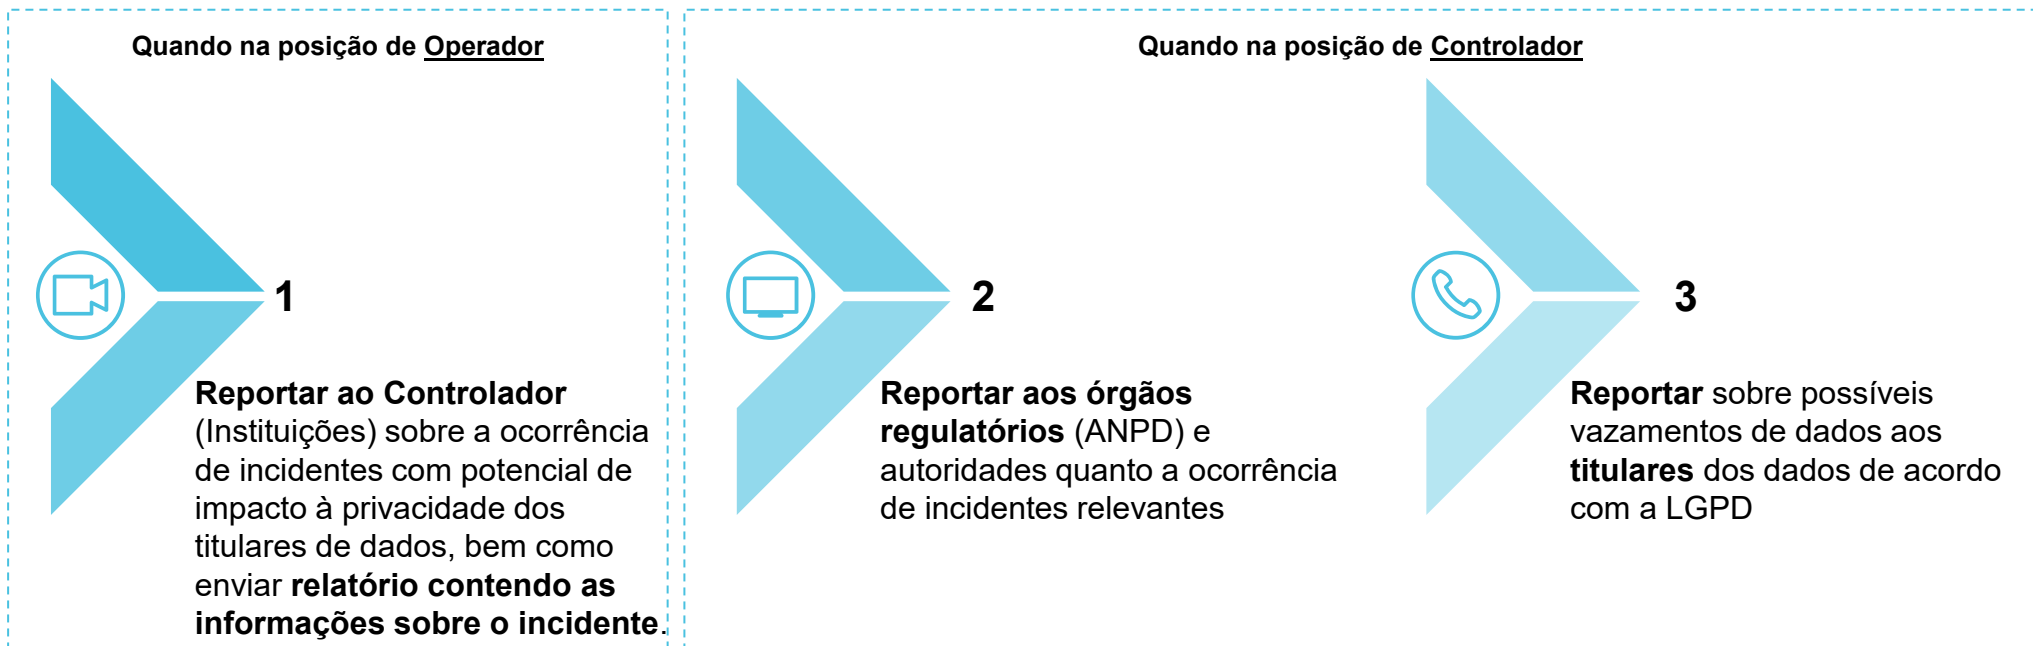 Quando na posição de Operador
1
Reportar ao Controlador
(Instituições) sobre a ocorrência
de incidentes com potencial de
impacto à privacidade dos
titulares de dados, bem como
enviar relatório contendo as
informações sobre o incidente.
Quando na posição de Controlador
2
Reportar aos órgãos
regulatórios (ANPD) e
autoridades quanto a ocorrência
de incidentes relevantes
3
Reportar sobre possíveis
vazamentos de dados aos
titulares dos dados de acordo
com a LGPD